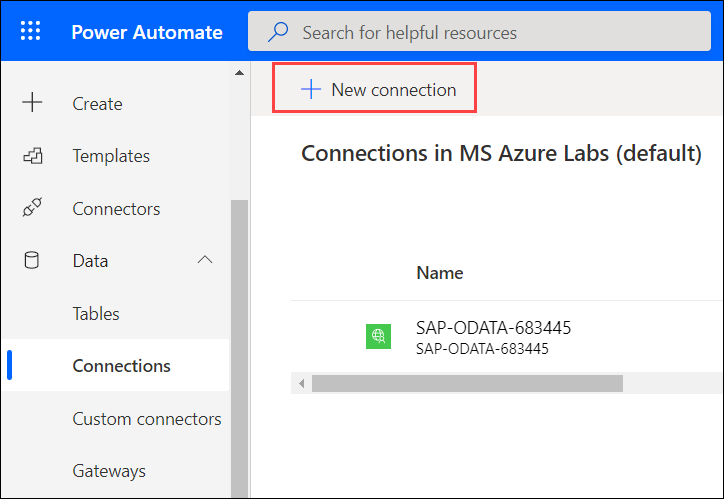 Power Automate
Search for helpful resources
Create
Templates
Connectors
Data
Tables
Connections
Custom connectors
Gateways
New connection
Connections in MS Azure Labs (default)
Name
SAP-ODATA-683445
SAP-ODATA-683445